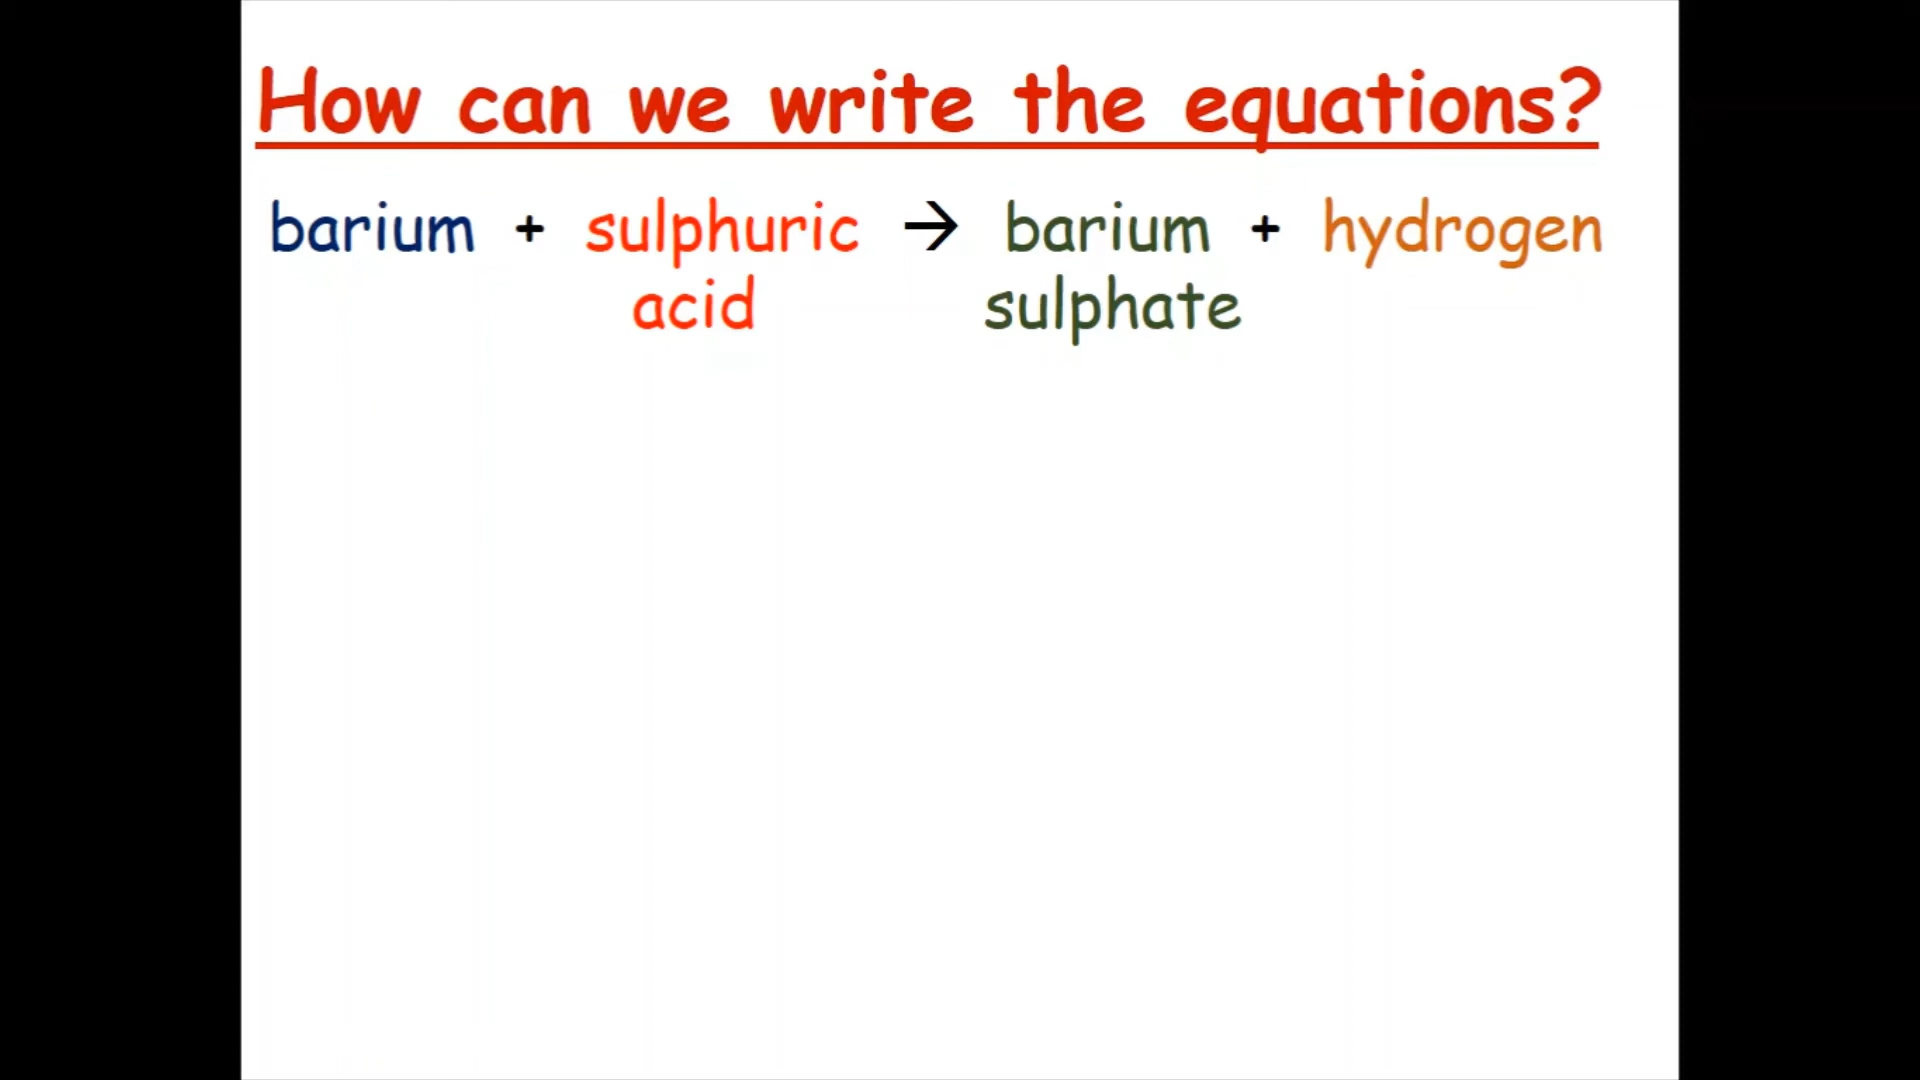 How can we write the equations?
barium + sulphuric → barium + hydrogen
acid sulphate